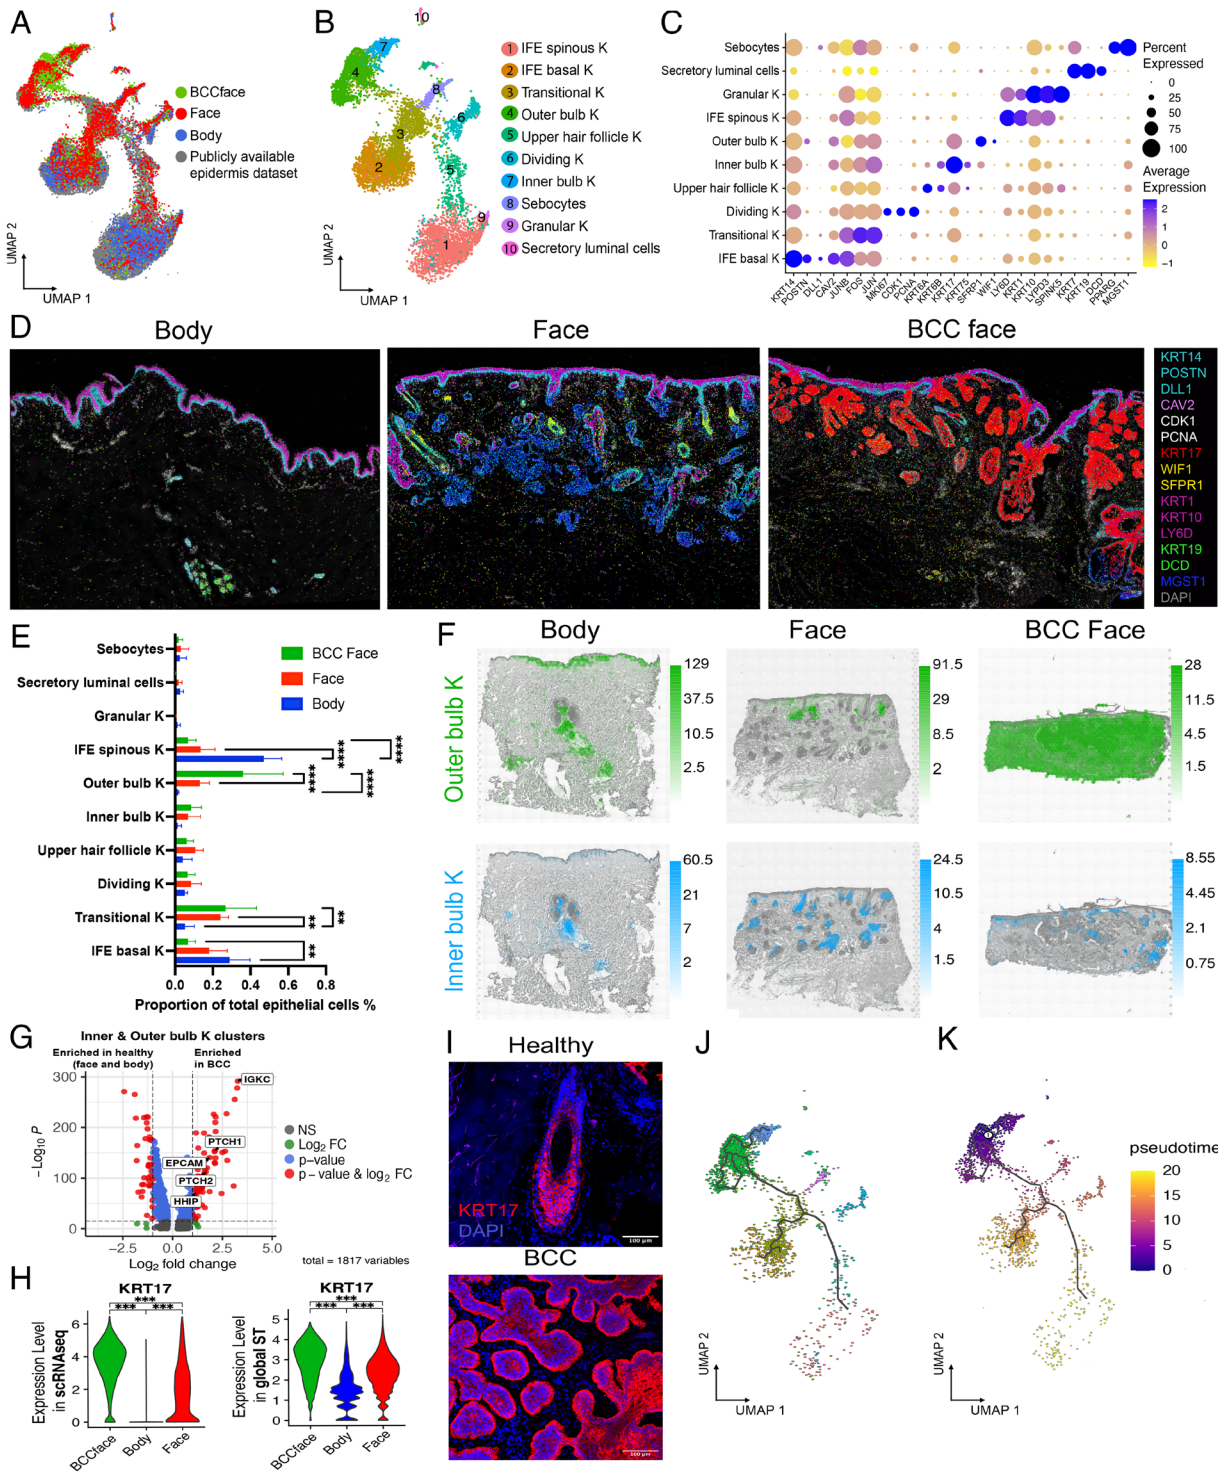 A
BCCface
Face
Body
Publicly available
epidermis dataset
UMAP 2
UMAP 1
B
10
7
4
8
6
3
2
5
9
1
1 IFE spinous K
2 IFE basal K
3 Transitional K
4 Outer bulb K
5 Upper hair follicle K
6 Dividing K
7 Inner bulb K
8 Sebocytes
9 Granular K
10 Secretory luminal cells
UMAP 2
UMAP 1
C
Sebocytes
Secretory luminal cells
Granular K
IFE spinous K
Outer bulb K
Inner bulb K
Upper hair follicle K
Dividing K
Transitional K
IFE basal K
KRT14 POSTN DLL1 CAV2 JUNB FOS JUN MKI67 CDK1 PCNA KRT6A KRT6B KRT17 KRT75 SFRP1 WIF1 LY6D KRT1 KRT10 LYPD3 SPINK5 KRT7 KRT19 DCD PPARG MGST1
Percent
Expressed
0
25
50
75
100
Average
Expression
2
1
0
−1
D
Body
Face
BCC face
KRT14
POSTN
DLL1
CAV2
CDK1
PCNA
KRT17
WIF1
SFPR1
KRT1
KRT10
LY6D
KRT19
DCD
MGST1
DAPI
E
Sebocytes
Secretory luminal cells
Granular K
IFE spinous K
Outer bulb K
Inner bulb K
Upper hair follicle K
Dividing K
Transitional K
IFE basal K
BCC Face
Face
Body
****
****
****
****
**
**
**
0.0 0.2 0.4 0.6 0.8
Proportion of total epithelial cells %
F
Body
Face
BCC Face
Outer bulb K
129
37.5
10.5
2.5
91.5
29
8.5
2
28
11.5
4.5
1.5
Inner bulb K
60.5
21
7
2
24.5
10.5
4
1.5
8.55
4.45
2.1
0.75
G
Inner & Outer bulb K clusters
Enriched in healthy
(face and body)
Enriched
in BCC
300
200
100
0
−Log10 P
IGKC
PTCH1
EPCAM
PTCH2
HHIP
−2.5 0.0 2.5 5.0
Log2 fold change
NS
Log2 FC
p-value
p − value & log2 FC
total = 1817 variables
H
KRT17
***
*** ***
Expression Level
in scRNAseq
6
4
2
0
BCCface Body Face
KRT17
***
*** ***
Expression Level
in global ST
5
4
3
2
1
0
BCCface Body Face
I
Healthy
KRT17
DAPI
100 µm
BCC
100 µm
J
UMAP 2
UMAP 1
K
1
pseudotime
20
15
10
5
0
UMAP 2
UMAP 1